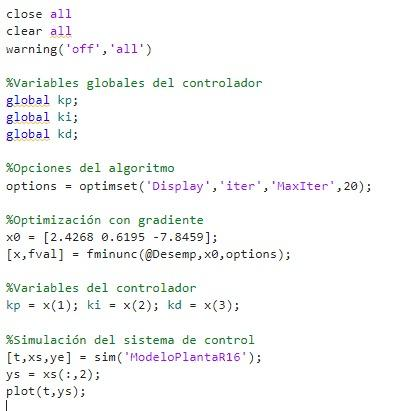 close all
clear all
warning('off','all')
%Variables globales del controlador
global kp;
global ki;
global kd;
%Opciones del algoritmo
options = optimset('Display','iter','MaxIter',20);
%Optimización con gradiente
x0 = [2.4268 0.6195 -7.8459];
[x,fval] = fminunc(@Desemp,x0,options);
%Variables del controlador
kp = x(1); ki = x(2); kd = x(3);
%Simulación del sistema de control
[t,xs,ye] = sim('ModeloPlantaR16');
ys = xs(:,2);
plot(t,ys);